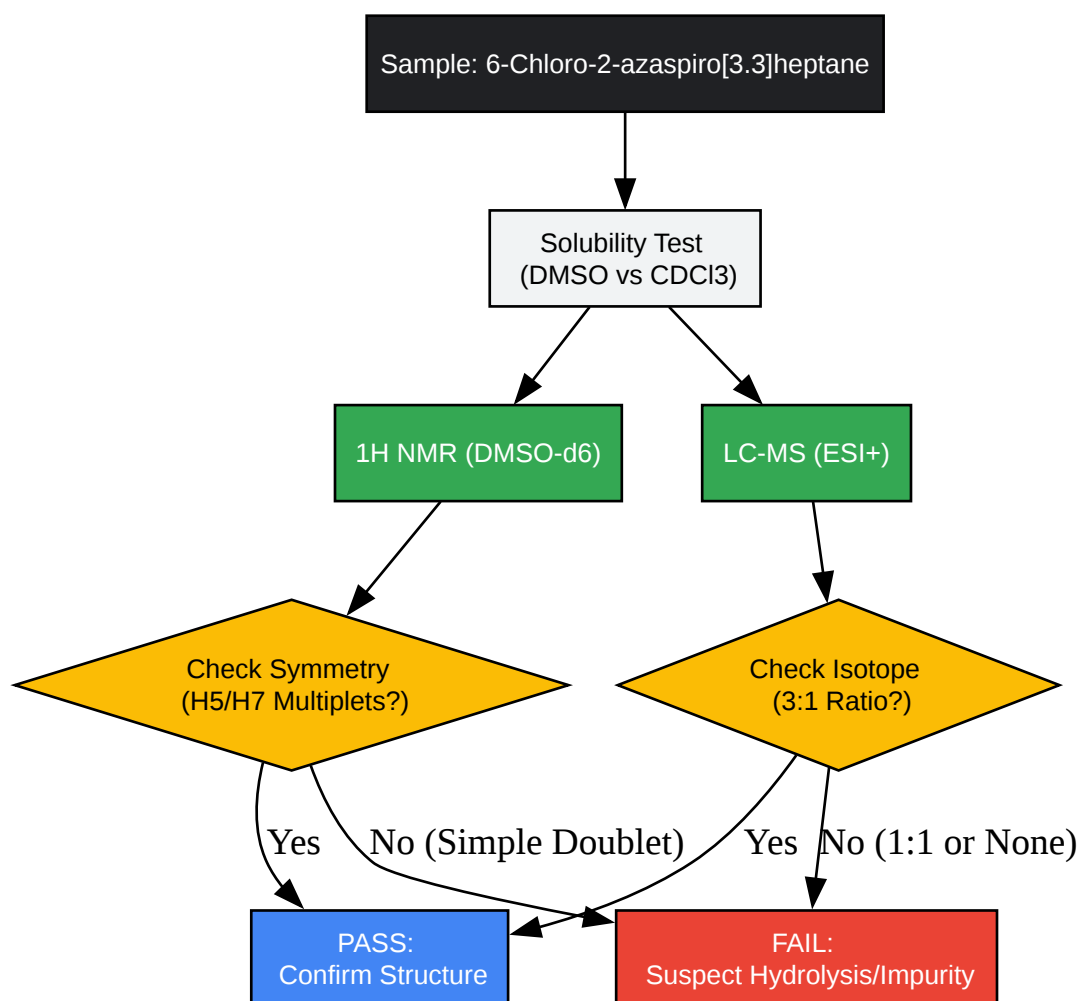 Sample: 6-Chloro-2-azaspiro[3.3]heptane
Solubility Test
(DMSO vs CDCl3)
1H NMR (DMSO-d6)
LC-MS (ESI+)
Check Symmetry
(H5/H7 Multiplets?)
Check Isotope
(3:1 Ratio?)
Yes
No (Simple Doublet)
Yes
No (1:1 or None)
PASS:
Confirm Structure
FAIL:
Suspect Hydrolysis/Impurity